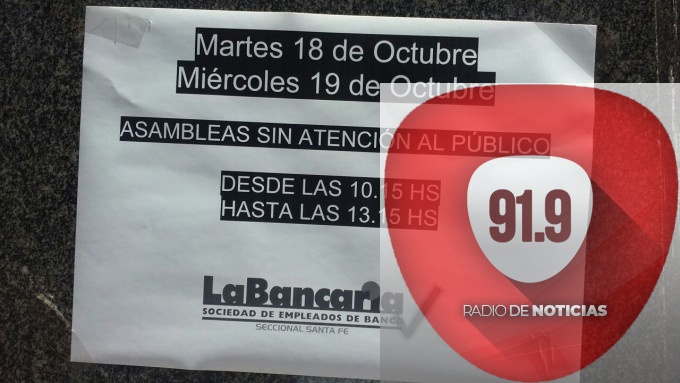 Martes 18 de Octubre
Miércoles 19 de Octubre
ASAMBLEAS SIN ATENCIÓN AL PÚBLICO
DESDE LAS 10.15 HS
HASTA LAS 13.15 HS
LaBancaria
SOCIEDAD DE EMPLEADOS DE BANCO
SECCIONAL SANTA FE
91.9
RADIO DE NOTICIAS